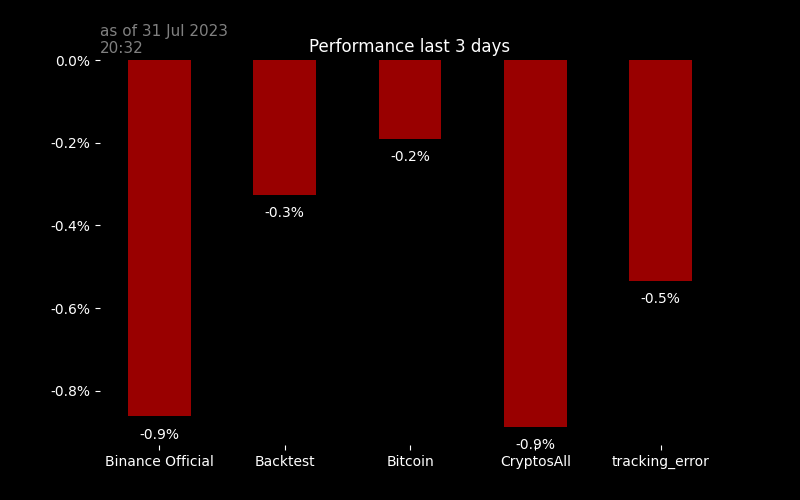 as of 31 Jul 2023
20:32
Performance last 3 days
0.0%
-0.2%
-0.4%
-0.6%
-0.8%
-0.9%
-0.3%
-0.2%
-0.9%
-0.5%
Binance Official
Backtest
Bitcoin
CryptosAll
tracking_error